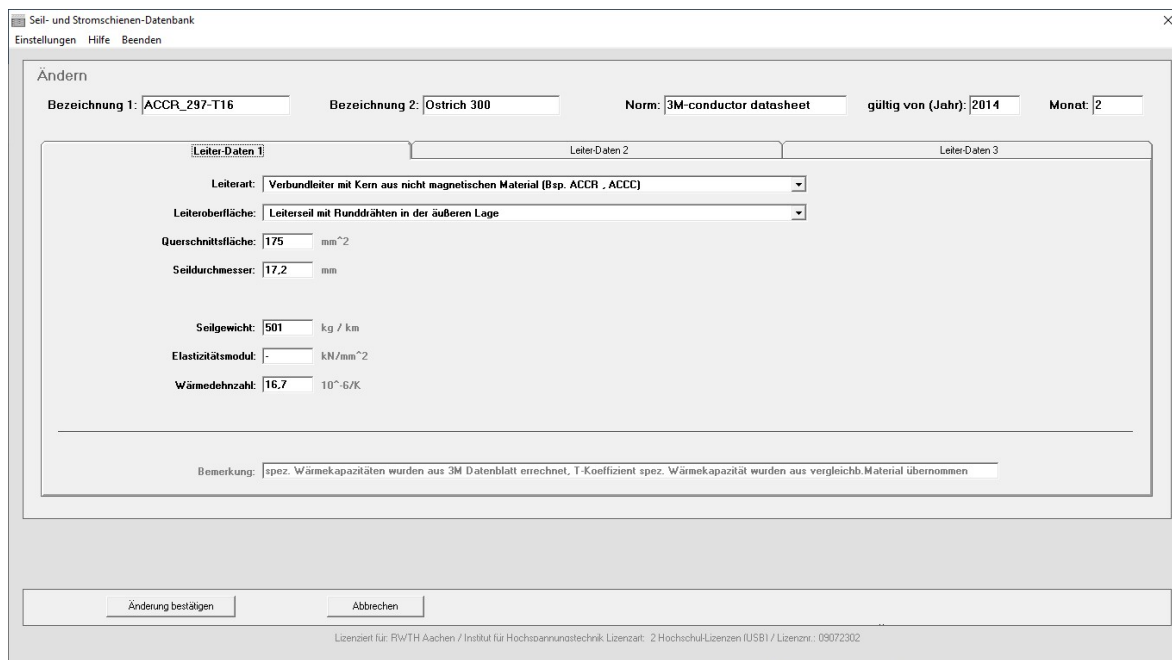 Seil- und Stromschienen-Datenbank
Einstellungen Hilfe Beenden
Ändern
Bezeichnung 1: ACCR_297-T16 Bezeichnung 2: Ostrich 300 Norm: 3M-conductor datasheet gültig von (Jahr): 2014 Monat: 2
Leiter-Daten 1 Leiter-Daten 2 Leiter-Daten 3
Leiterart: Verbundleiter mit Kern aus nicht magnetischen Material (Bsp. ACCR , ACCC)
Leiteroberfläche: Leiterseil mit Runddrähten in der äußeren Lage
Querschnittsfläche: 175 mm^2
Seildurchmesser: 17,2 mm
Seilgewicht: 501 kg / km
Elastizitätsmodul: - kN/mm^2
Wärmedehnzahl: 16,7 10^-6/K
Bemerkung: spez. Wärmekapazitäten wurden aus 3M Datenblatt errechnet, T-Koeffizient spez. Wärmekapazität wurden aus vergleichb.Material übernommen
Änderung bestätigen Abbrechen
Lizenziert für: RWTH Aachen / Institut für Hochspannungstechnik Lizenzart: 2 Hochschul-Lizenzen (USB) / Lizenznr.: 09072302